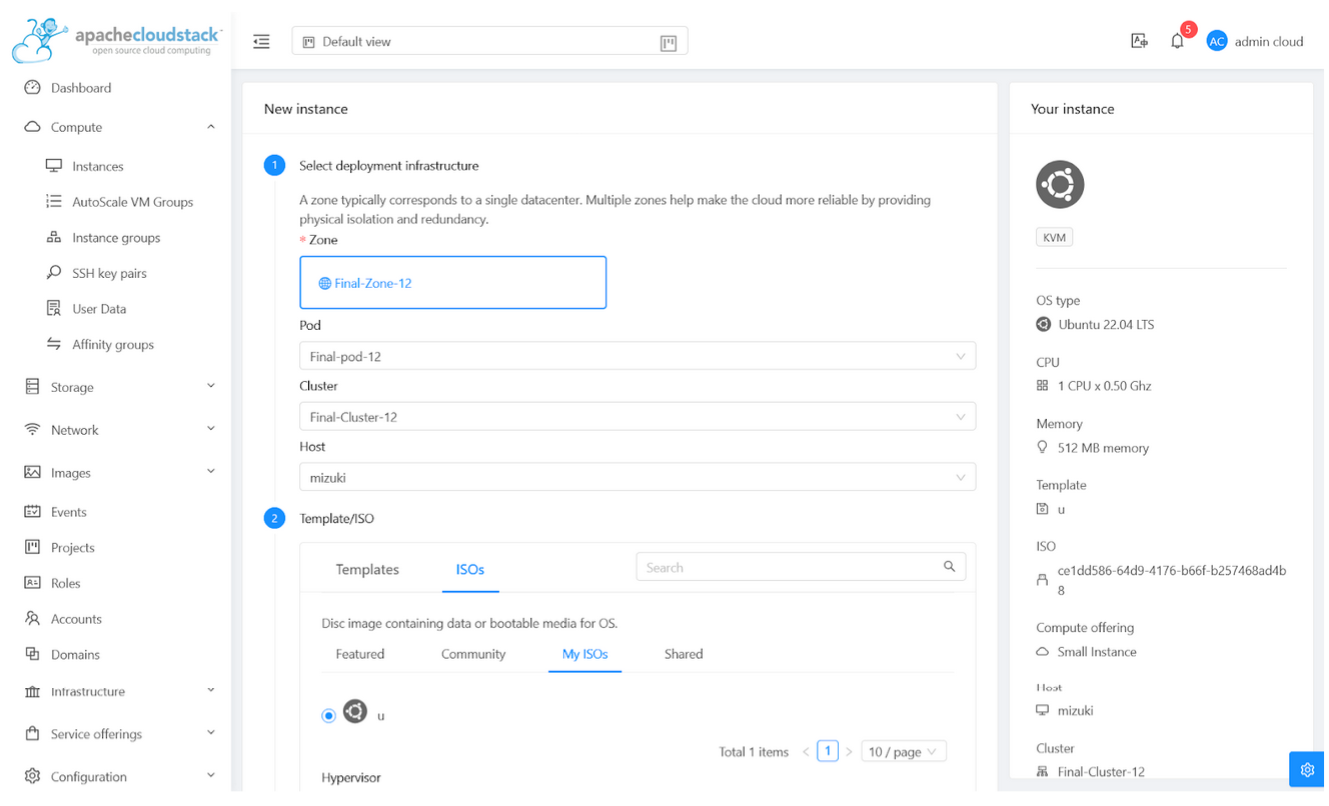 apachecloudstack
open source cloud computing
Default view
5
AC
admin cloud
Dashboard
Compute
Instances
AutoScale VM Groups
Instance groups
SSH key pairs
User Data
Affinity groups
Storage
Network
Images
Events
Projects
Roles
Accounts
Domains
Infrastructure
Service offerings
Configuration
New instance
1
Select deployment infrastructure
A zone typically corresponds to a single datacenter. Multiple zones help make the cloud more reliable by providing
physical isolation and redundancy.
* Zone
Final-Zone-12
Pod
Final-pod-12
Cluster
Final-Cluster-12
Host
mizuki
2
Template/ISO
Templates
ISOs
Search
Disc image containing data or bootable media for OS.
Featured
Community
My ISOs
Shared
u
Total 1 items < 1 > 10 / page
Hypervisor
Your instance
KVM
OS type
Ubuntu 22.04 LTS
CPU
1 CPU x 0.50 Ghz
Memory
512 MB memory
Template
u
ISO
ce1dd586-64d9-4176-b66f-b257468ad4b
8
Compute offering
Small Instance
Host
mizuki
Cluster
Final-Cluster-12